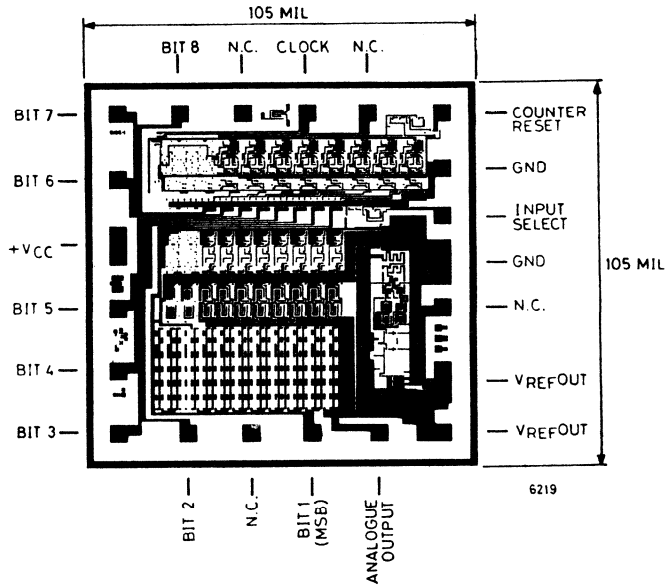 105 MIL
BIT 8 N.C. CLOCK N.C.
BIT 7
BIT 6
+VCC
BIT 5
BIT 4
BIT 3
COUNTER
RESET
GND
INPUT
SELECT
GND
N.C.
VREFOUT
VREFOUT
105 MIL
6219
BIT 2
N.C.
BIT 1
(MSB)
ANALOGUE
OUTPUT